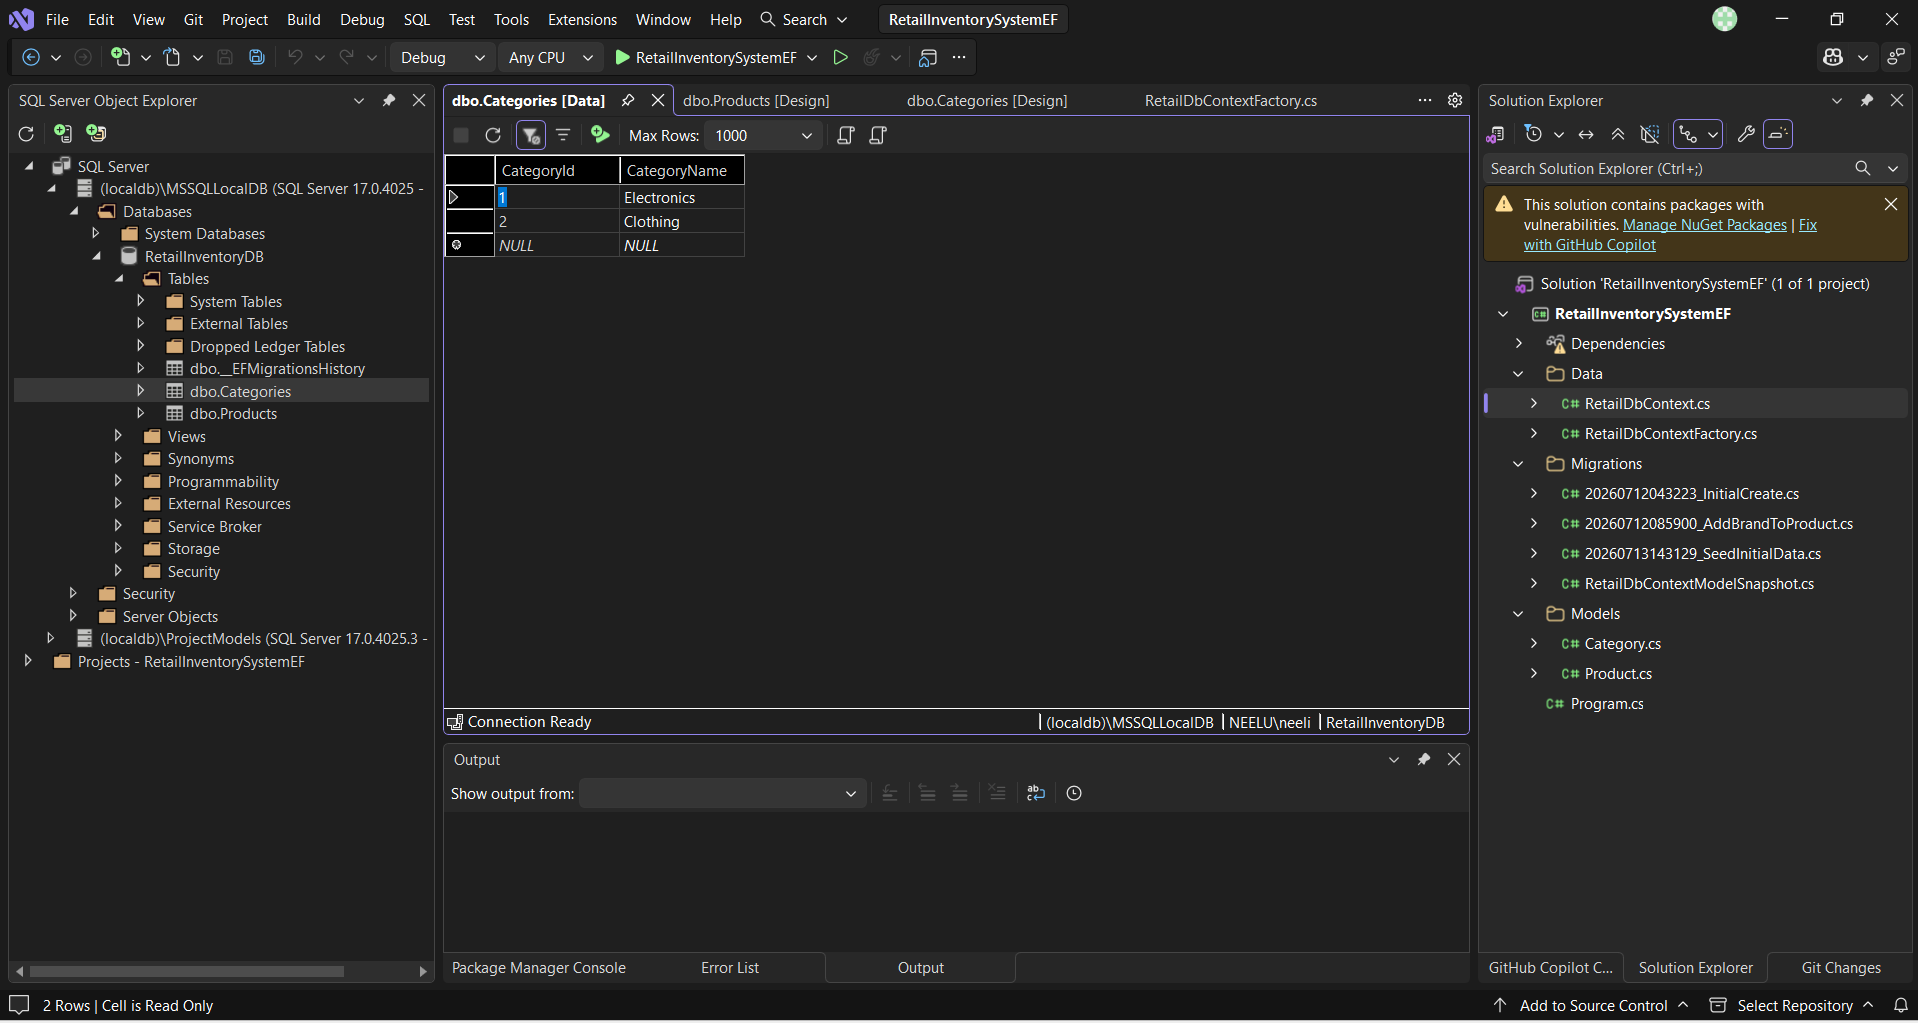 File Edit View Git Project Build Debug SQL Test Tools Extensions Window Help Search RetailInventorySystemEF
Debug Any CPU RetailInventorySystemEF
SQL Server Object Explorer
SQL Server
(localdb)\MSSQLLocalDB (SQL Server 17.0.4025 -
Databases
System Databases
RetailInventoryDB
Tables
System Tables
External Tables
Dropped Ledger Tables
dbo.__EFMigrationsHistory
dbo.Categories
dbo.Products
Views
Synonyms
Programmability
External Resources
Service Broker
Storage
Security
Security
Server Objects
(localdb)\ProjectModels (SQL Server 17.0.4025.3 -
Projects - RetailInventorySystemEF
dbo.Categories [Data] dbo.Products [Design] dbo.Categories [Design] RetailDbContextFactory.cs
Max Rows: 1000
CategoryId CategoryName
1 Electronics
2 Clothing
NULL NULL
Connection Ready (localdb)\MSSQLLocalDB NEELU\neeli RetailInventoryDB
Output
Show output from:
Package Manager Console Error List Output
Solution Explorer
Search Solution Explorer (Ctrl+;)
This solution contains packages with
vulnerabilities. Manage NuGet Packages | Fix
with GitHub Copilot
Solution 'RetailInventorySystemEF' (1 of 1 project)
RetailInventorySystemEF
Dependencies
Data
C# RetailDbContext.cs
C# RetailDbContextFactory.cs
Migrations
C# 20260712043223_InitialCreate.cs
C# 20260712085900_AddBrandToProduct.cs
C# 20260713143129_SeedInitialData.cs
C# RetailDbContextModelSnapshot.cs
Models
C# Category.cs
C# Product.cs
C# Program.cs
GitHub Copilot C... Solution Explorer Git Changes
2 Rows | Cell is Read Only Add to Source Control Select Repository